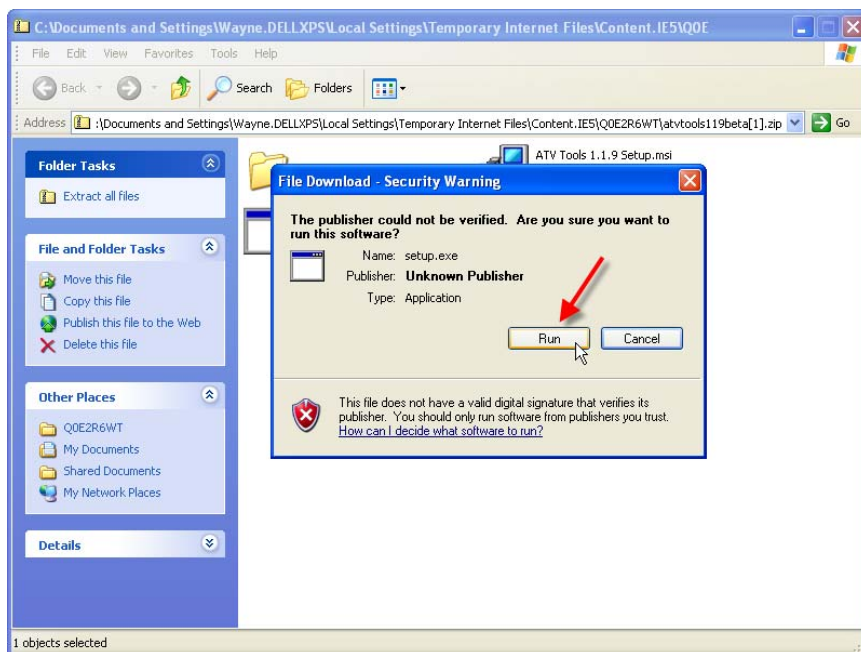 C:\Documents and Settings\Wayne.DELLXPS\Local Settings\Temporary Internet Files\Content.IE5\Q0E
File Edit View Favorites Tools Help
Back Search Folders
Address :\Documents and Settings\Wayne.DELLXPS\Local Settings\Temporary Internet Files\Content.IE5\Q0E2R6WT\atvtools119beta[1].zip Go
Folder Tasks
Extract all files
File and Folder Tasks
Move this file
Copy this file
Publish this file to the Web
Delete this file
Other Places
Q0E2R6WT
My Documents
Shared Documents
My Network Places
Details
ATV Tools 1.1.9 Setup.msi
File Download - Security Warning
The publisher could not be verified. Are you sure you want to
run this software?
Name: setup.exe
Publisher: Unknown Publisher
Type: Application
Run Cancel
This file does not have a valid digital signature that verifies its
publisher. You should only run software from publishers you trust.
How can I decide what software to run?
1 objects selected